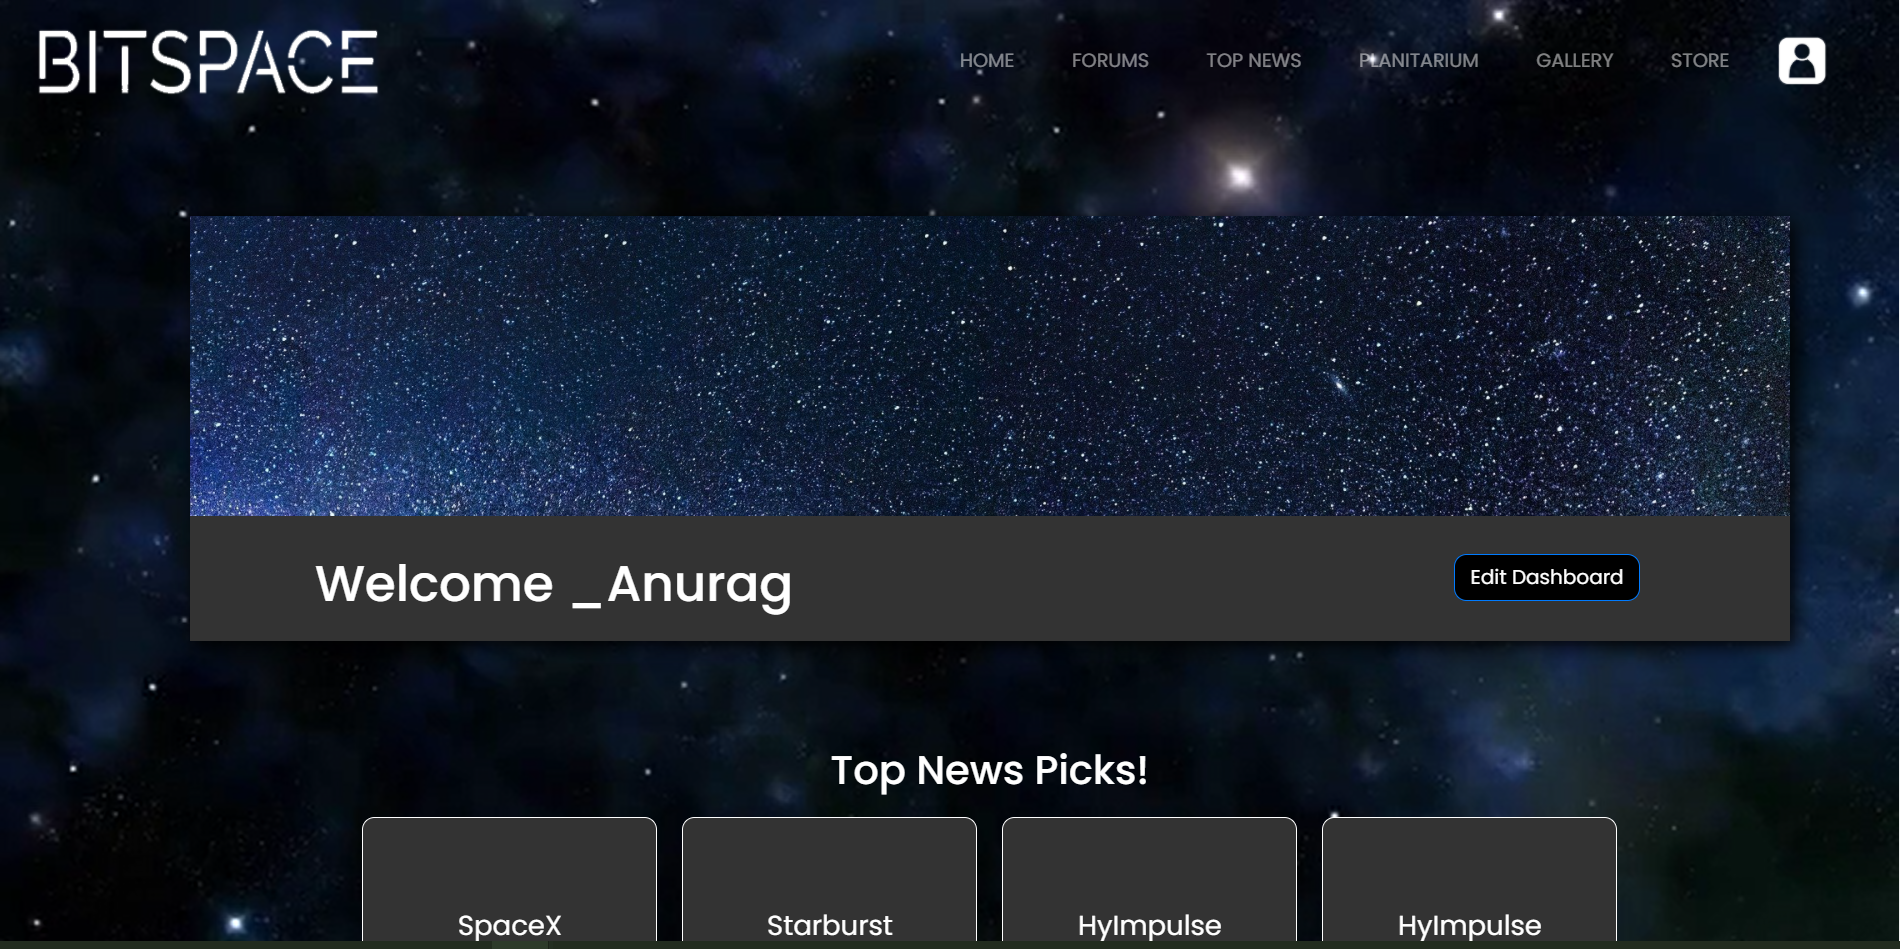 BITSPACE
HOME FORUMS TOP NEWS PLANITARIUM GALLERY STORE
Welcome _Anurag
Edit Dashboard
Top News Picks!
SpaceX Starburst HyImpulse HyImpulse